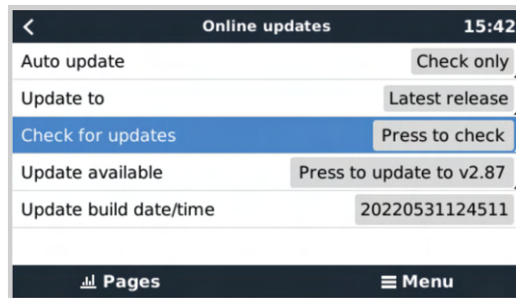 Online updates 15:42
Auto update Check only
Update to Latest release
Check for updates Press to check
Update available Press to update to v2.87
Update build date/time 20220531124511
Pages Menu